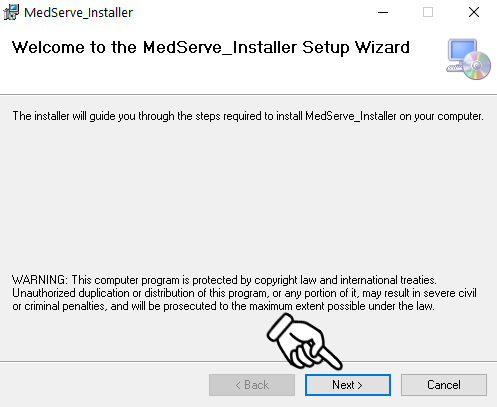 MedServe_Installer
Welcome to the MedServe_Installer Setup Wizard
The installer will guide you through the steps required to install MedServe_Installer on your computer.
WARNING: This computer program is protected by copyright law and international treaties.
Unauthorized duplication or distribution of this program, or any portion of it, may result in severe civil
or criminal penalties, and will be prosecuted to the maximum extent possible under the law.
< Back
Next >
Cancel